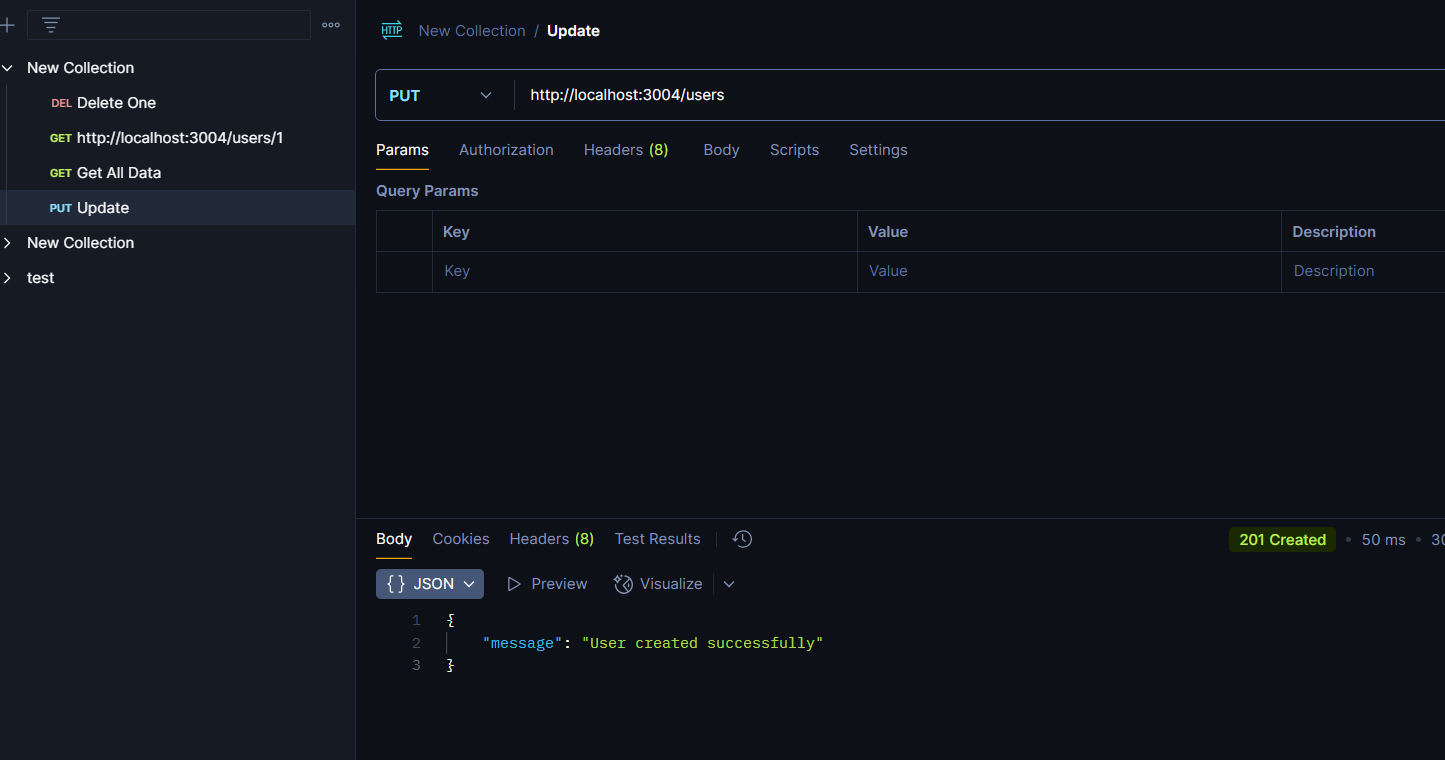 New Collection
DEL Delete One
GET http://localhost:3004/users/1
GET Get All Data
PUT Update
New Collection
test
HTTP New Collection / Update
PUT http://localhost:3004/users
Params Authorization Headers (8) Body Scripts Settings
Query Params
Key Value Description
Key Value Description
Body Cookies Headers (8) Test Results 201 Created • 50 ms •
{ } JSON Preview Visualize
1 {
2 "message": "User created successfully"
3 }